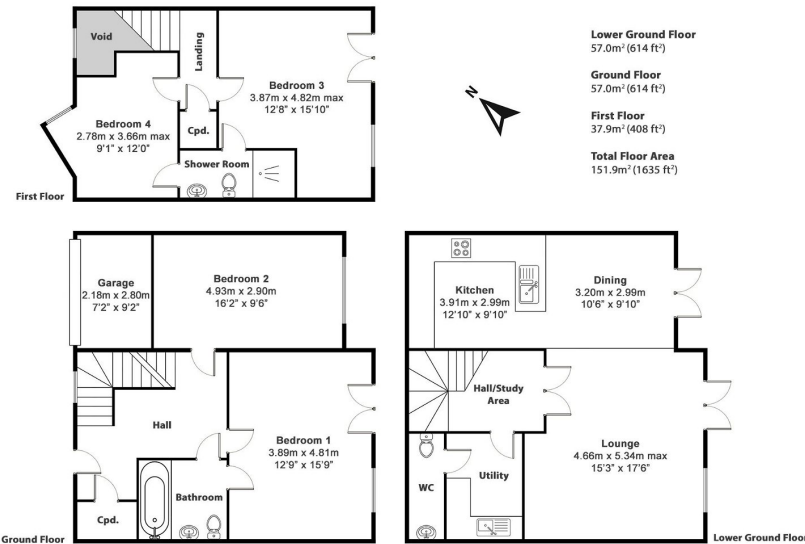 Void
Landing
Bedroom 3
3.87m x 4.82m max
12'8" x 15'10"
Bedroom 4
2.78m x 3.66m max
9'1" x 12'0"
Cpd.
Shower Room
First Floor
N
Lower Ground Floor
57.0m² (614 ft²)
Ground Floor
57.0m² (614 ft²)
First Floor
37.9m² (408 ft²)
Total Floor Area
151.9m² (1635 ft²)
Garage
2.18m x 2.80m
7'2" x 9'2"
Bedroom 2
4.93m x 2.90m
16'2" x 9'6"
Hall
Bedroom 1
3.89m x 4.81m
12'9" x 15'9"
Bathroom
Cpd.
Ground Floor
Kitchen
3.91m x 2.99m
12'10" x 9'10"
Dining
3.20m x 2.99m
10'6" x 9'10"
Hall/Study
Area
Lounge
4.66m x 5.34m max
15'3" x 17'6"
Utility
WC
Lower Ground Floor